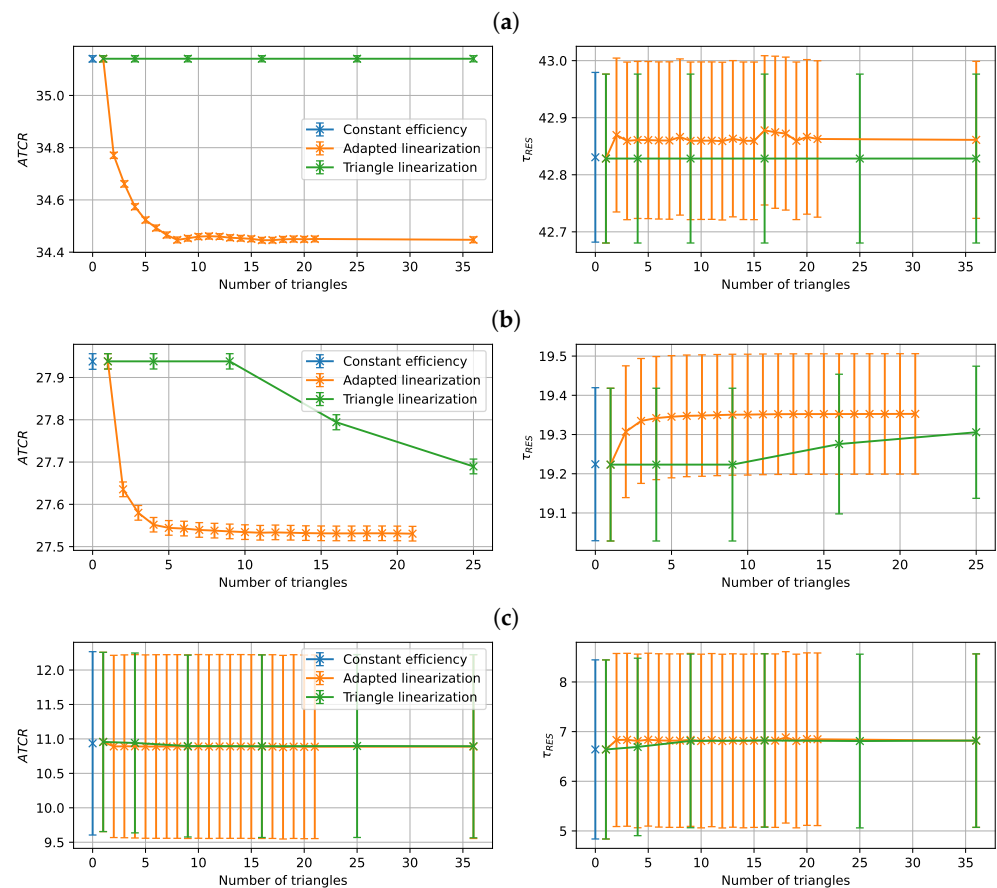 (a)
35.0
34.8
34.6
34.4
ATCR
0 5 10 15 20 25 30 35
Number of triangles
Constant efficiency
Adapted linearization
Triangle linearization
43.0
42.9
42.8
42.7
τRES
0 5 10 15 20 25 30 35
Number of triangles
(b)
27.9
27.8
27.7
27.6
27.5
ATCR
0 5 10 15 20 25
Number of triangles
Constant efficiency
Adapted linearization
Triangle linearization
19.5
19.4
19.3
19.2
19.1
τRES
0 5 10 15 20 25
Number of triangles
(c)
12.0
11.5
11.0
10.5
10.0
9.5
ATCR
0 5 10 15 20 25 30 35
Number of triangles
Constant efficiency
Adapted linearization
Triangle linearization
8
7
6
5
τRES
0 5 10 15 20 25 30 35
Number of triangles